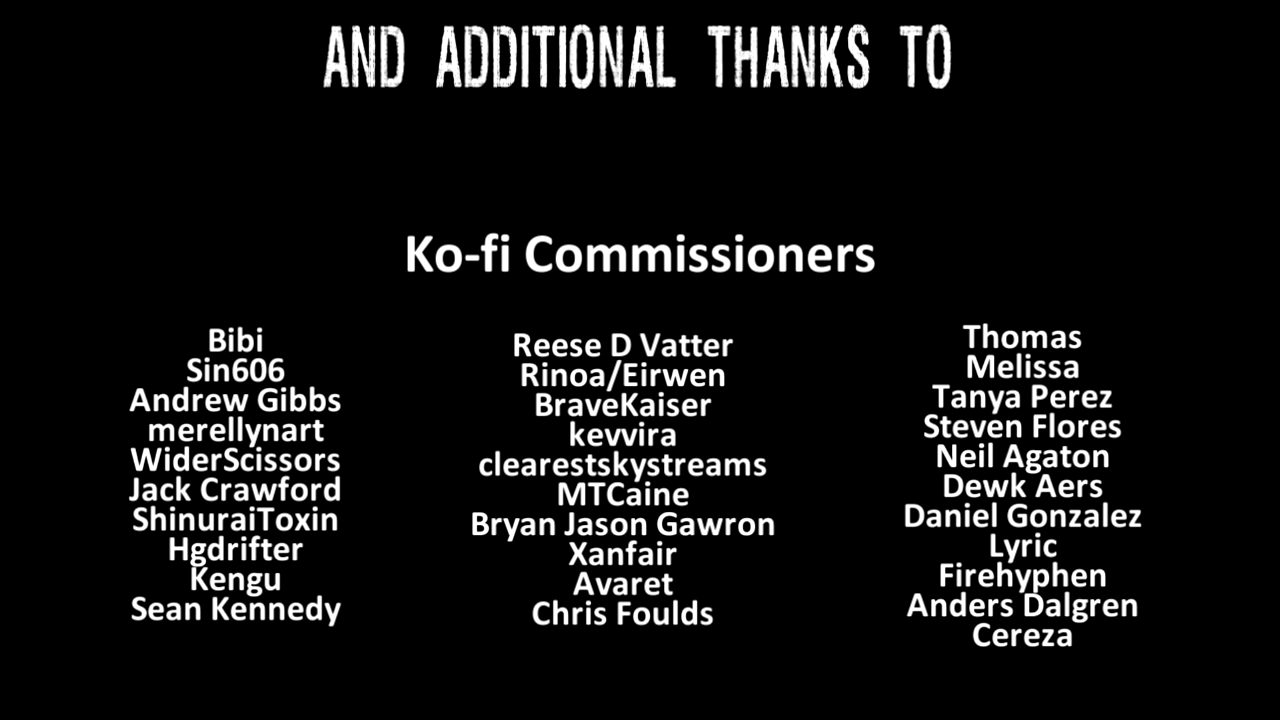 AND ADDITIONAL THANKS TO
Ko-fi Commissioners
Bibi
Sin606
Andrew Gibbs
merellynart
WiderScissors
Jack Crawford
ShinuraiToxin
Hgdrifter
Kengu
Sean Kennedy
Reese D Vatter
Rinoa/Eirwen
BraveKaiser
kevvira
clearestskystreams
MTCaine
Bryan Jason Gawron
Xanfair
Avaret
Chris Foulds
Thomas
Melissa
Tanya Perez
Steven Flores
Neil Agaton
Dewk Aers
Daniel Gonzalez
Lyric
Firehyphen
Anders Dalgren
Cereza